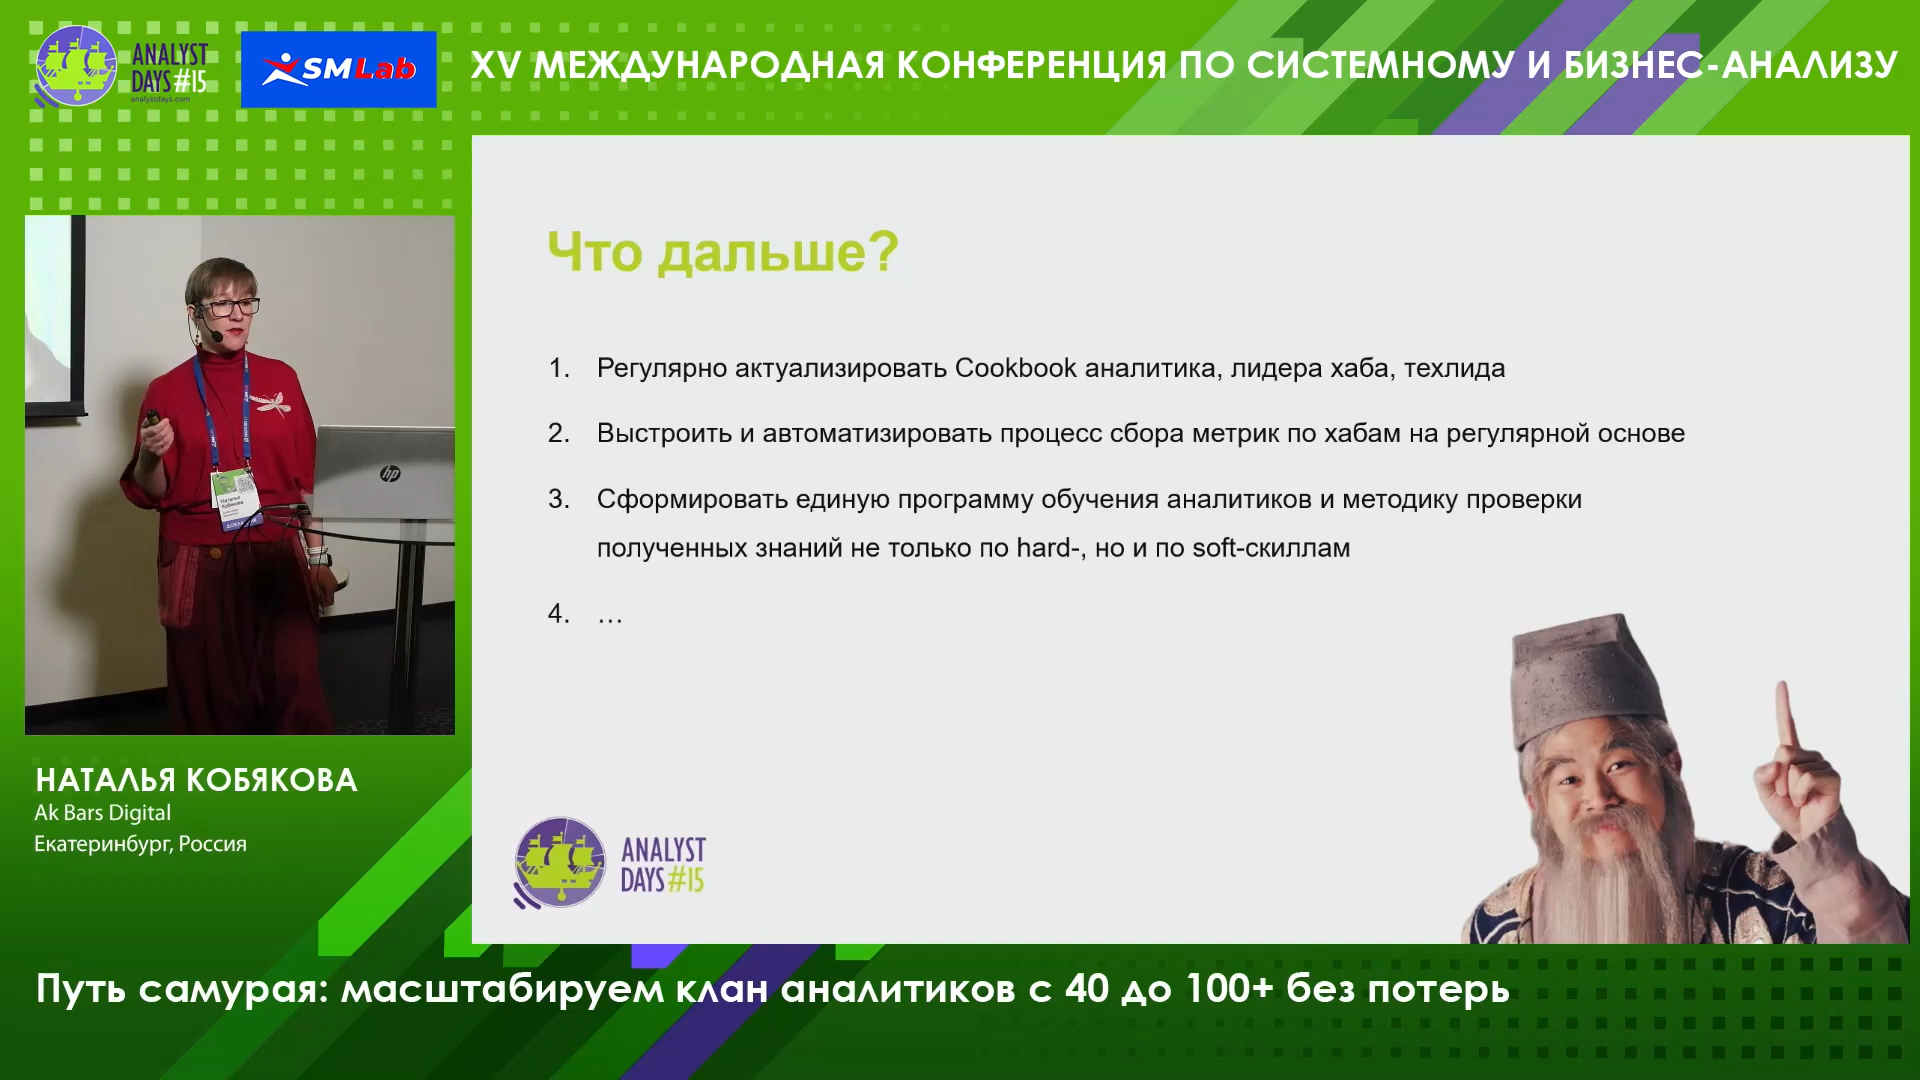 ANALYST
DAYS#15
analystdays.com
SMLab
XV МЕЖДУНАРОДНАЯ КОНФЕРЕНЦИЯ ПО СИСТЕМНОМУ И БИЗНЕС-АНАЛИЗУ
hp
Что дальше?
1. Регулярно актуализировать Cookbook аналитика, лидера хаба, техлида
2. Выстроить и автоматизировать процесс сбора метрик по хабам на регулярной основе
3. Сформировать единую программу обучения аналитиков и методику проверки
полученных знаний не только по hard-, но и по soft-скиллам
4. …
ANALYST
DAYS#15
НАТАЛЬЯ КОБЯКОВА
Ak Bars Digital
Екатеринбург, Россия
Путь самурая: масштабируем клан аналитиков с 40 до 100+ без потерь